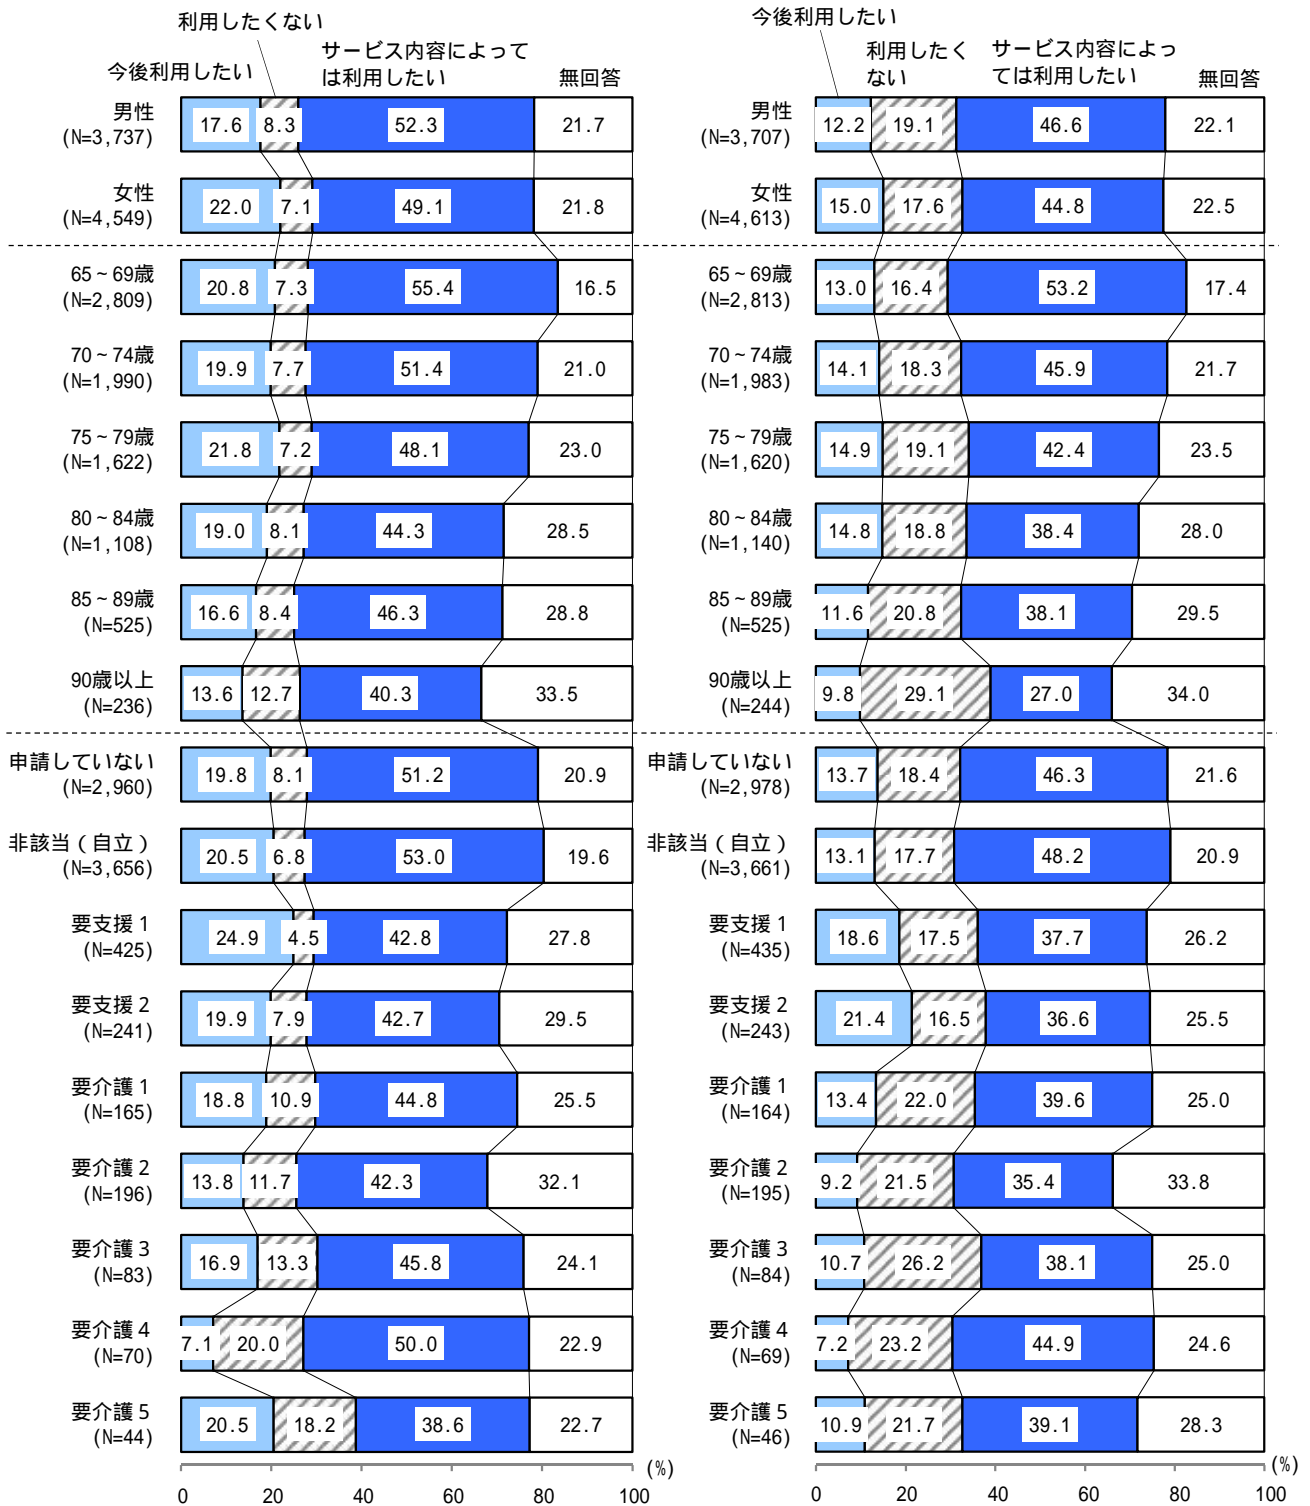 利用したくない
サービス内容によって
は利用したい
今後利用したい
無回答
男性
(N=3,737)
17.6 8.3 52.3 21.7
女性
(N=4,549)
22.0 7.1 49.1 21.8
65~69歳
(N=2,809)
20.8 7.3 55.4 16.5
70~74歳
(N=1,990)
19.9 7.7 51.4 21.0
75~79歳
(N=1,622)
21.8 7.2 48.1 23.0
80~84歳
(N=1,108)
19.0 8.1 44.3 28.5
85~89歳
(N=525)
16.6 8.4 46.3 28.8
90歳以上
(N=236)
13.6 12.7 40.3 33.5
申請していない
(N=2,960)
19.8 8.1 51.2 20.9
非該当(自立)
(N=3,656)
20.5 6.8 53.0 19.6
要支援1
(N=425)
24.9 4.5 42.8 27.8
要支援2
(N=241)
19.9 7.9 42.7 29.5
要介護1
(N=165)
18.8 10.9 44.8 25.5
要介護2
(N=196)
13.8 11.7 42.3 32.1
要介護3
(N=83)
16.9 13.3 45.8 24.1
要介護4
(N=70)
7.1 20.0 50.0 22.9
要介護5
(N=44)
20.5 18.2 38.6 22.7
(%)
0 20 40 60 80 100
今後利用したい
利用したく
ない
サービス内容によっ
ては利用したい
無回答
男性
(N=3,707)
12.2 19.1 46.6 22.1
女性
(N=4,613)
15.0 17.6 44.8 22.5
65~69歳
(N=2,813)
13.0 16.4 53.2 17.4
70~74歳
(N=1,983)
14.1 18.3 45.9 21.7
75~79歳
(N=1,620)
14.9 19.1 42.4 23.5
80~84歳
(N=1,140)
14.8 18.8 38.4 28.0
85~89歳
(N=525)
11.6 20.8 38.1 29.5
90歳以上
(N=244)
9.8 29.1 27.0 34.0
申請していない
(N=2,978)
13.7 18.4 46.3 21.6
非該当(自立)
(N=3,661)
13.1 17.7 48.2 20.9
要支援1
(N=435)
18.6 17.5 37.7 26.2
要支援2
(N=243)
21.4 16.5 36.6 25.5
要介護1
(N=164)
13.4 22.0 39.6 25.0
要介護2
(N=195)
9.2 21.5 35.4 33.8
要介護3
(N=84)
10.7 26.2 38.1 25.0
要介護4
(N=69)
7.2 23.2 44.9 24.6
要介護5
(N=46)
10.9 21.7 39.1 28.3
(%)
0 20 40 60 80 100